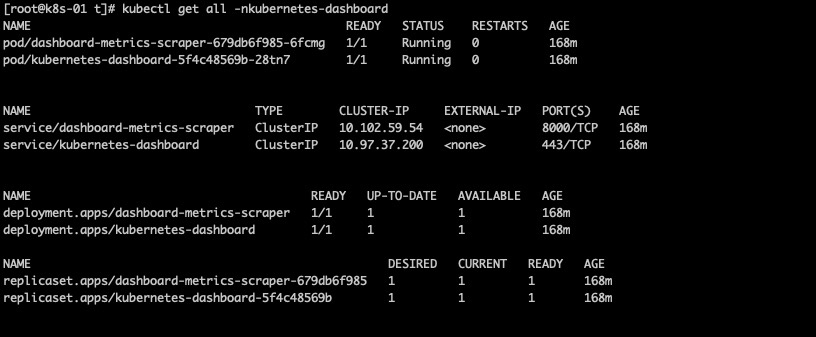 [root@k8s-01 t]# kubectl get all -nkubernetes-dashboard
NAME READY STATUS RESTARTS AGE
pod/dashboard-metrics-scraper-679db6f985-6fcmg 1/1 Running 0 168m
pod/kubernetes-dashboard-5f4c48569b-28tn7 1/1 Running 0 168m
NAME TYPE CLUSTER-IP EXTERNAL-IP PORT(S) AGE
service/dashboard-metrics-scraper ClusterIP 10.102.59.54 <none> 8000/TCP 168m
service/kubernetes-dashboard ClusterIP 10.97.37.200 <none> 443/TCP 168m
NAME READY UP-TO-DATE AVAILABLE AGE
deployment.apps/dashboard-metrics-scraper 1/1 1 1 168m
deployment.apps/kubernetes-dashboard 1/1 1 1 168m
NAME DESIRED CURRENT READY AGE
replicaset.apps/dashboard-metrics-scraper-679db6f985 1 1 1 168m
replicaset.apps/kubernetes-dashboard-5f4c48569b 1 1 1 168m